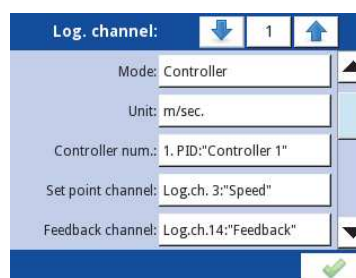 Log. channel: 1
Mode: Controller
Unit: m/sec.
Controller num.: 1. PID:"Controller 1"
Set point channel: Log.ch. 3:"Speed"
Feedback channel: Log.ch.14:"Feedback"